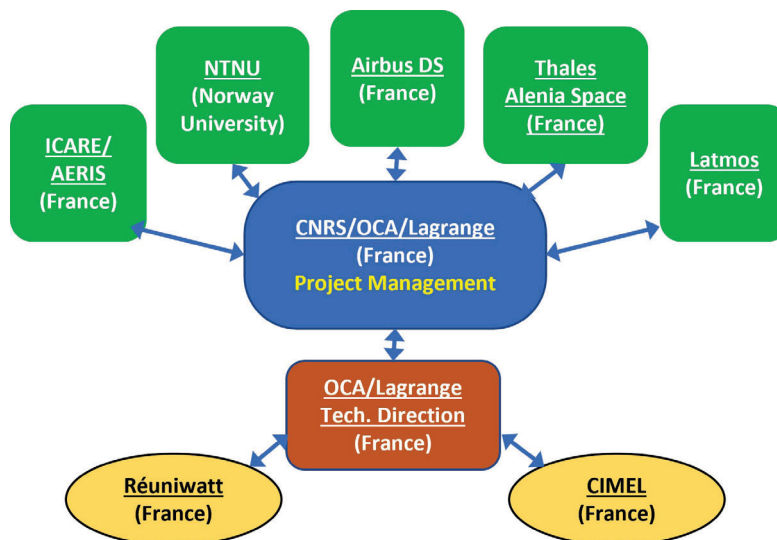 NTNU
(Norway
University)
Airbus DS
(France)
Thales
Alenia Space
(France)
ICARE/
AERIS
(France)
Latmos
(France)
CNRS/OCA/Lagrange
(France)
Project Management
OCA/Lagrange
Tech. Direction
(France)
Réuniwatt
(France)
CIMEL
(France)